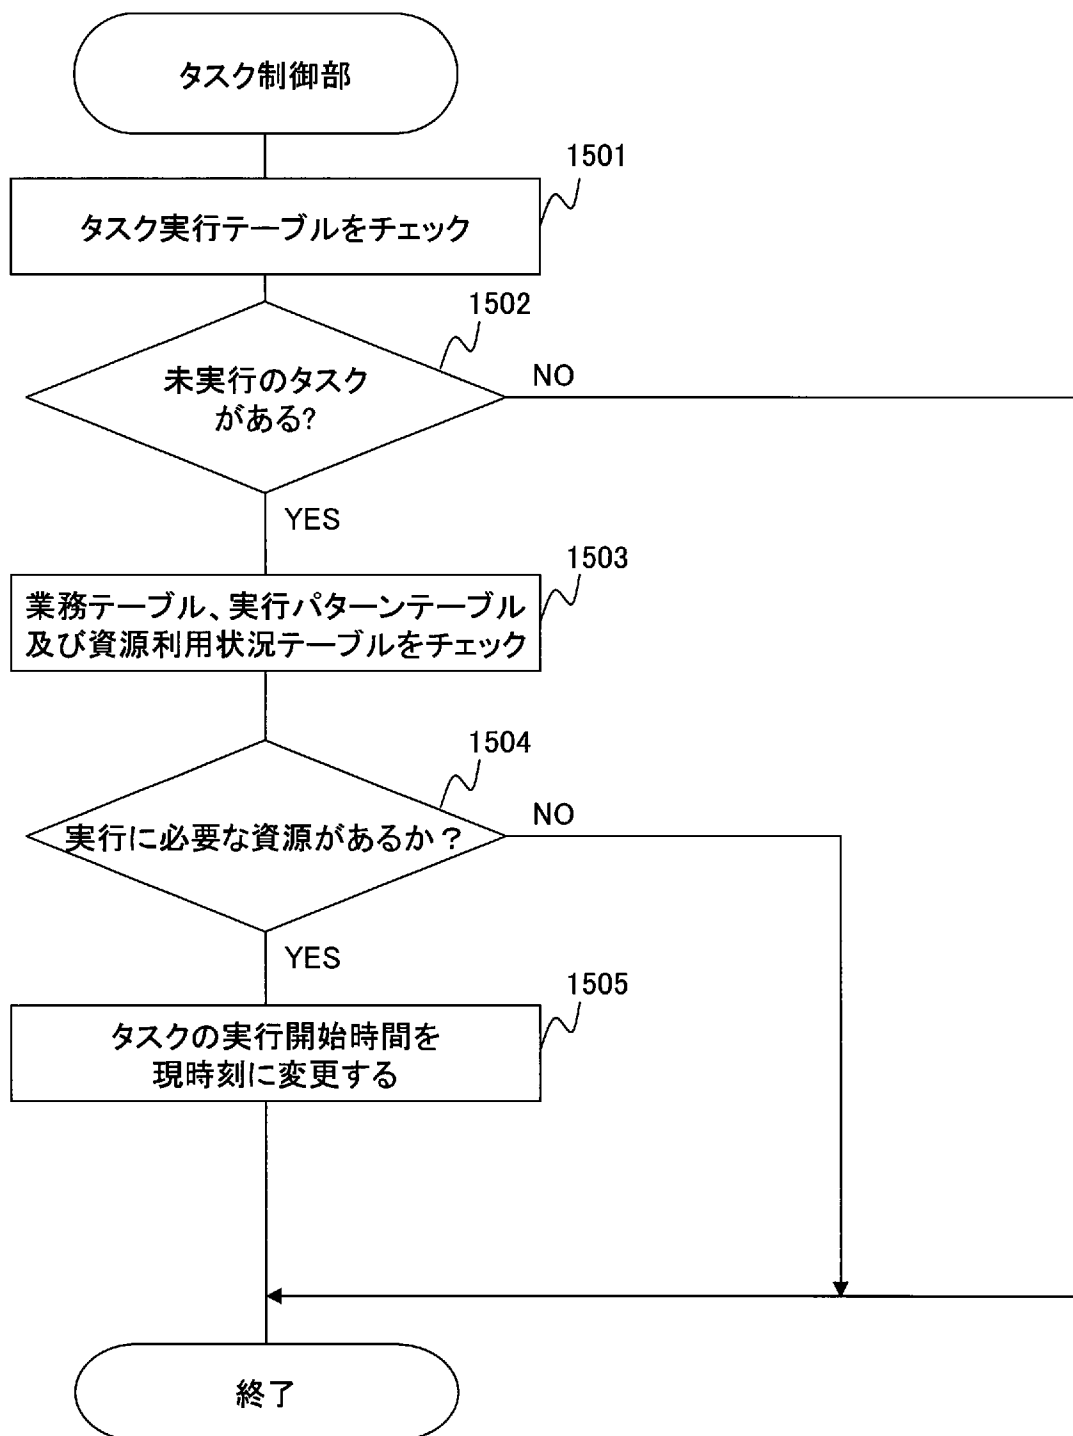 タスク制御部
1501
タスク実行テーブルをチェック
1502
未実行のタスク
がある?
NO
YES
1503
業務テーブル、実行パターンテーブル
及び資源利用状況テーブルをチェック
1504
実行に必要な資源があるか？
NO
YES
1505
タスクの実行開始時間を
現時刻に変更する
終了